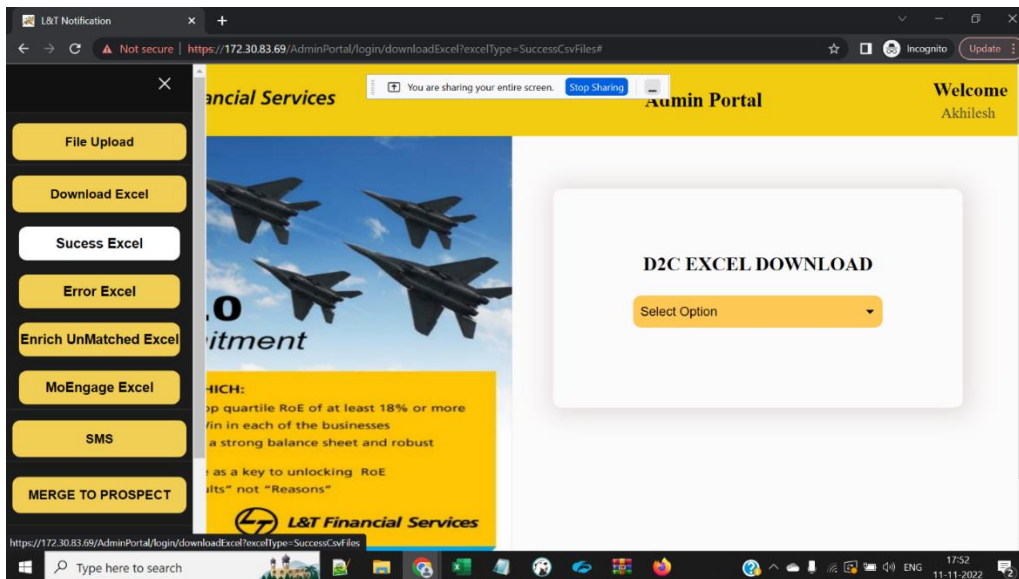 L&T Notification
Not secure
https://172.30.83.69/AdminPortal/login/downloadExcel?excelType=SuccessCsvFiles#
Incognito
Update
ancial Services
You are sharing your entire screen.
Stop Sharing
Admin Portal
Welcome
Akhilesh
File Upload
Download Excel
Sucess Excel
Error Excel
Enrich UnMatched Excel
MoEngage Excel
SMS
MERGE TO PROSPECT
.0
itment
HICH:
op quartile RoE of at least 18% or more
in in each of the businesses
a strong balance sheet and robust
as a key to unlocking RoE
ults" not "Reasons"
L&T Financial Services
D2C EXCEL DOWNLOAD
Select Option
https://172.30.83.69/AdminPortal/login/downloadExcel?excelType=SuccessCsvFiles
Type here to search
ENG
17:52
11-11-2022
2